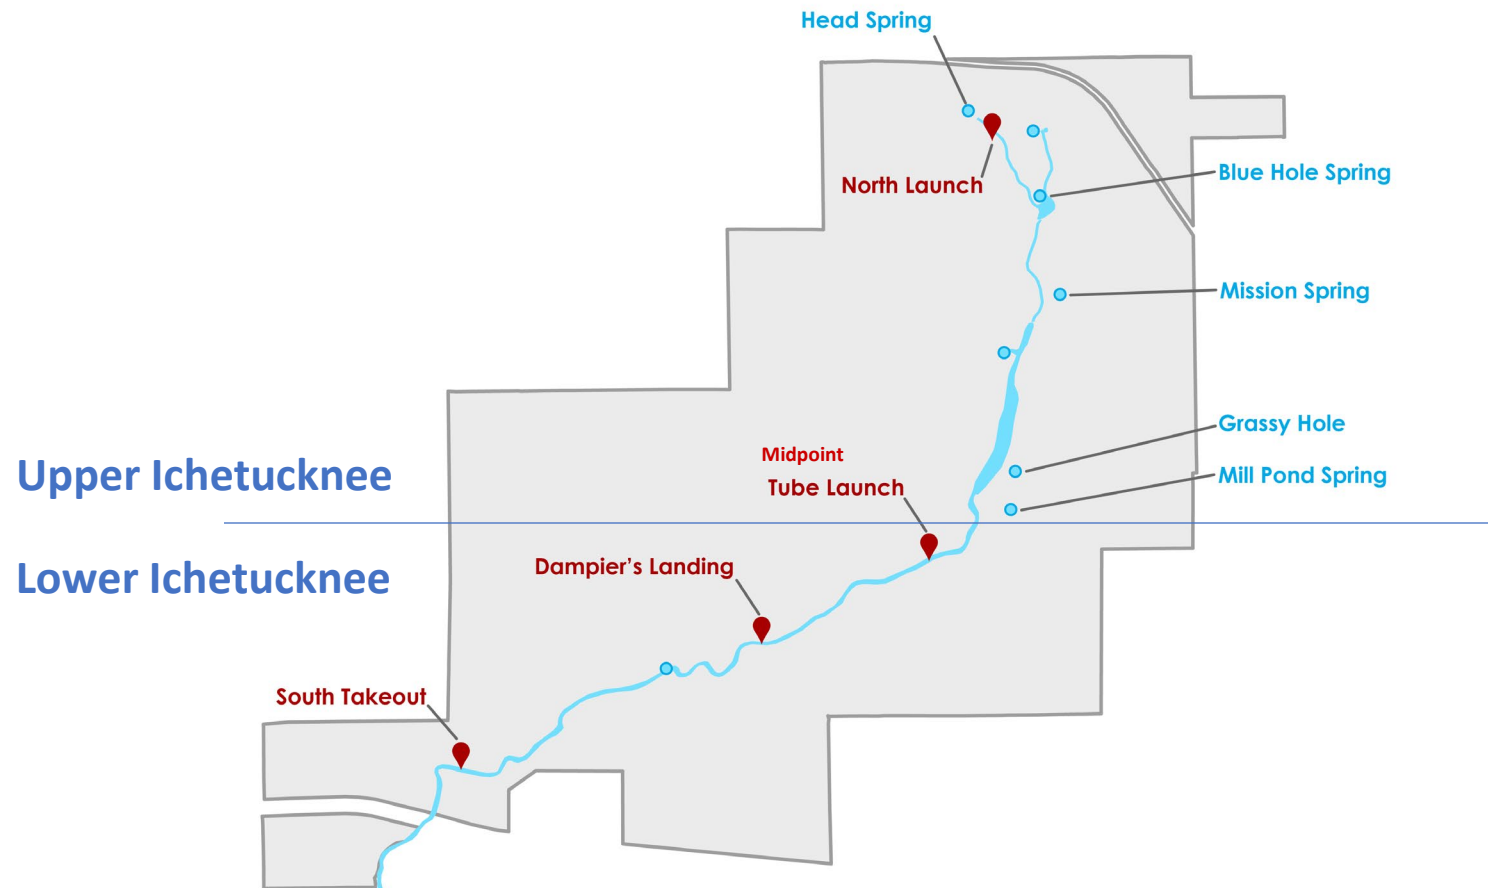 Head Spring
Blue Hole Spring
North Launch
Mission Spring
Grassy Hole
Midpoint
Upper Ichetucknee
Mill Pond Spring
Tube Launch
Dampier's Landing
Lower Ichetucknee
South Takeout